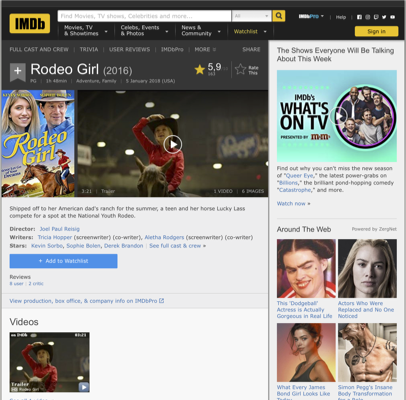 IMDb
Find Movies, TV shows, Celebrities and more...
All
Movies, TV
& Showtimes
Celebs, Events
& Photos
News &
Community
Watchlist
IMDbPro
Help
Sign in
FULL CAST AND CREW | TRIVIA | USER REVIEWS | IMDbPro | MORE
SHARE
Rodeo Girl (2016)
PG | 1h 48min | Adventure, Family | 5 January 2018 (USA)
5,9
Rate
This
KEVIN SORBO
Rodeo
Girl
3:21 | Trailer
1 VIDEO | 6 IMAGES
Shipped off to her American dad's ranch for the summer, a teen and her horse Lucky Lass
compete for a spot at the National Youth Rodeo.
Director: Joel Paul Reisig
Writers: Tricia Hopper (screenwriter) (co-writer), Aletha Rodgers (screenwriter) (co-writer)
Stars: Kevin Sorbo, Sophie Bolen, Derek Brandon | See full cast & crew »
+ Add to Watchlist
Reviews
8 user | 2 critic
View production, box office, & company info on IMDbPro
Videos
IMDb
03:21
Trailer
The Shows Everyone Will Be Talking
About This Week
IMDb's
WHAT'S
ON TV
PRESENTED BY
Find out why you can't miss the new season
of "Queer Eye," the latest power-grabs on
"Billions," the brilliant pond-hopping comedy
"Catastrophe," and more.
Watch now »
Around The Web
Powered by ZergNet
This 'Dodgeball'
Actress is Actually
Gorgeous in Real Life
Actors Who
Were Replaced
and No One
Noticed
What Every James
Bond Girl Looks Like
Simon Pegg's Insane
Body Transformation